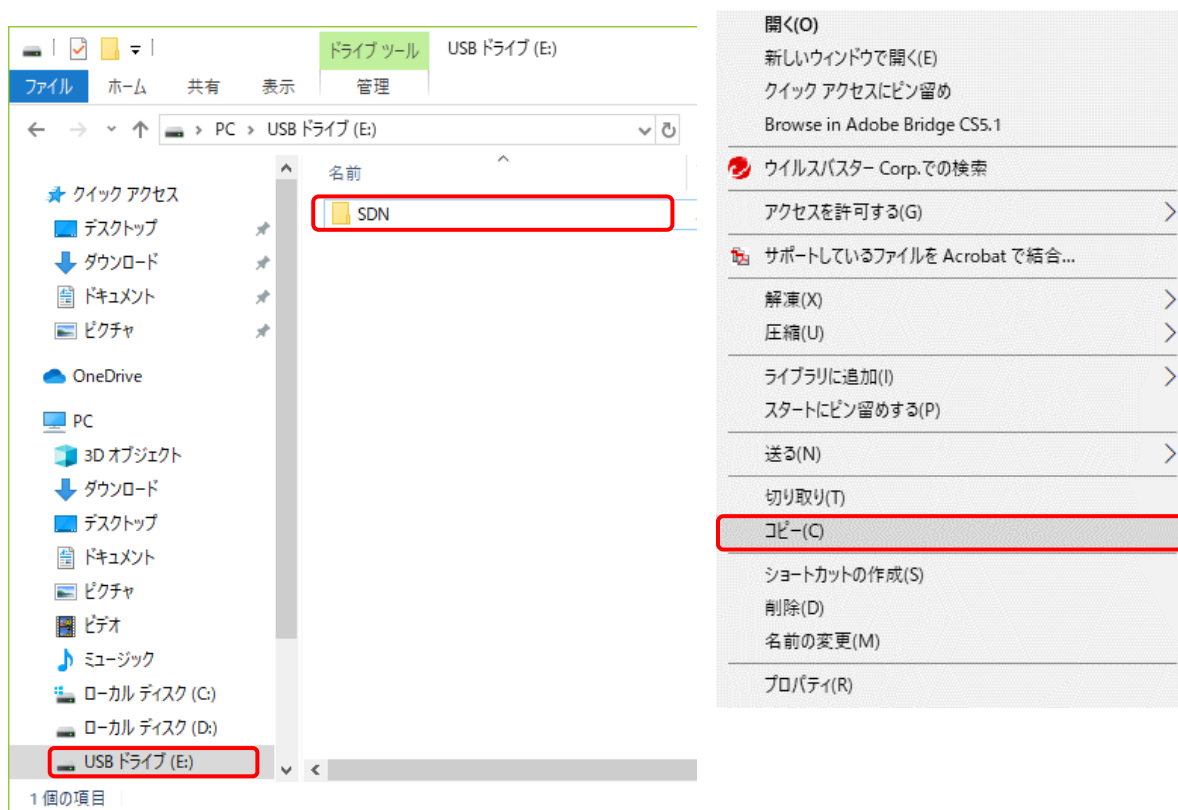 ドライブ ツール
USB ドライブ (E:)
ファイル
ホーム
共有
表示
管理
PC
USB ドライブ (E:)
クイック アクセス
デスクトップ
ダウンロード
ドキュメント
ピクチャ
OneDrive
PC
3D オブジェクト
ダウンロード
デスクトップ
ドキュメント
ピクチャ
ビデオ
ミュージック
ローカル ディスク (C:)
ローカル ディスク (D:)
USB ドライブ (E:)
名前
SDN
1 個の項目
開く(O)
新しいウィンドウで開く(E)
クイック アクセスにピン留め
Browse in Adobe Bridge CS5.1
ウイルスバスター Corp.での検索
アクセスを許可する(G)
サポートしているファイルを Acrobat で結合...
解凍(X)
圧縮(U)
ライブラリに追加(I)
スタートにピン留めする(P)
送る(N)
切り取り(T)
コピー(C)
ショートカットの作成(S)
削除(D)
名前の変更(M)
プロパティ(R)